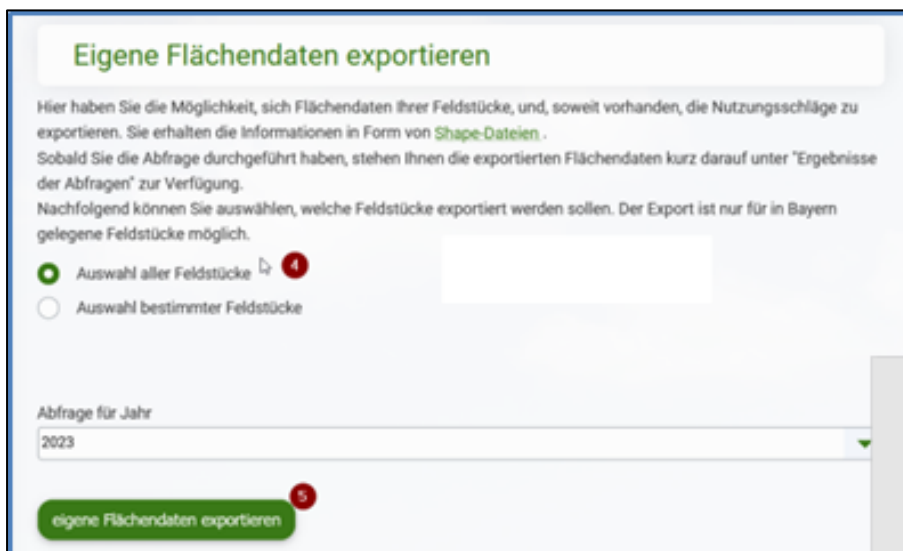 Eigene Flächendaten exportieren
Hier haben Sie die Möglichkeit, sich Flächendaten Ihrer Feldstücke, und, soweit vorhanden, die Nutzungsschläge zu
exportieren. Sie erhalten die Informationen in Form von Shape-Dateien .
Sobald Sie die Abfrage durchgeführt haben, stehen Ihnen die exportierten Flächendaten kurz darauf unter "Ergebnisse
der Abfragen" zur Verfügung.
Nachfolgend können Sie auswählen, welche Feldstücke exportiert werden sollen. Der Export ist nur für in Bayern
gelegene Feldstücke möglich.
Auswahl aller Feldstücke 4
Auswahl bestimmter Feldstücke
Abfrage für Jahr
2023
5
eigene Flächendaten exportieren